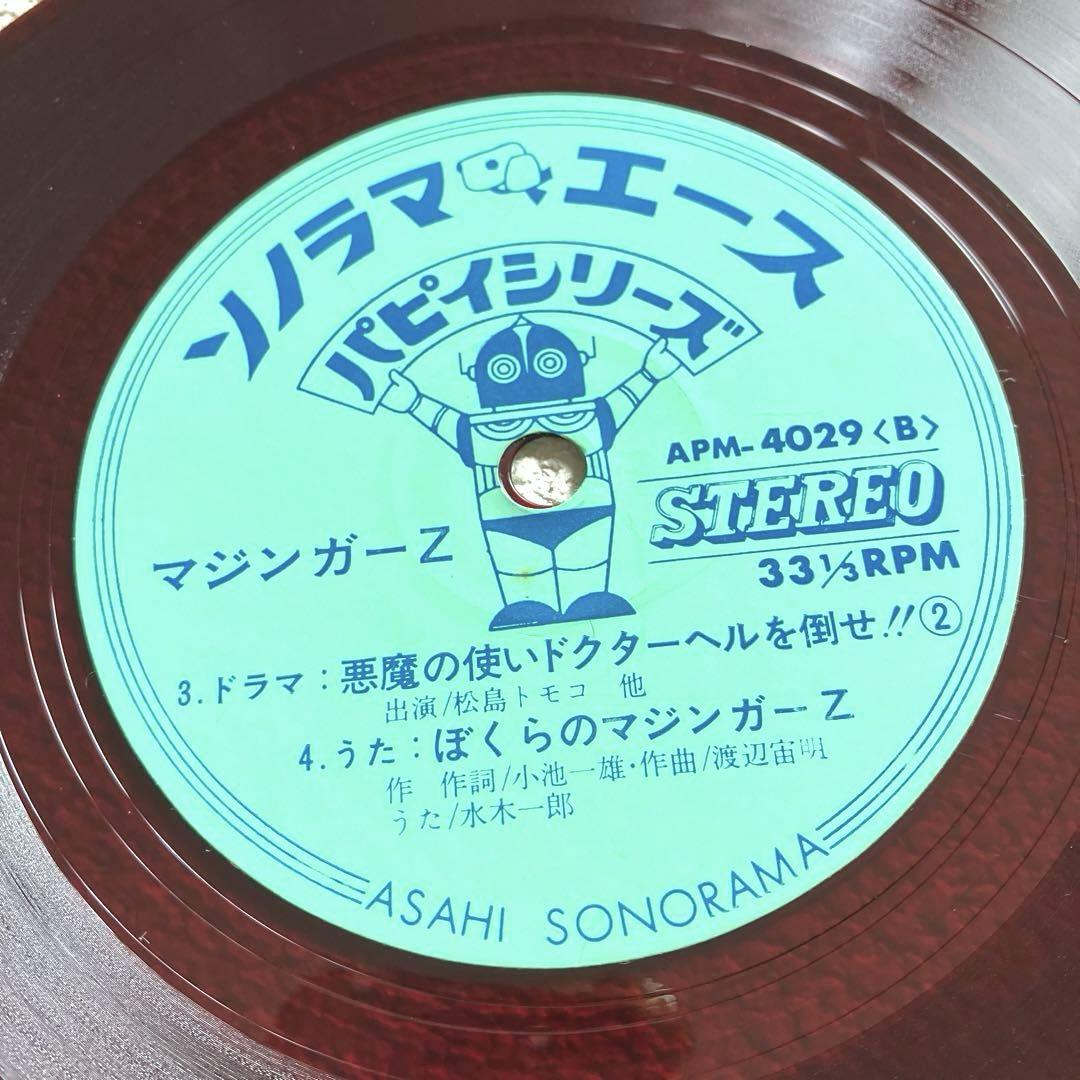 ソノラマ エース
パピイシリーズ
APM-4029〈B〉
STEREO
33 1/3 RPM
マジンガーZ
3.ドラマ:悪魔の使いドクターヘルを倒せ!!②
出演/松島トモコ 他
4.うた:ぼくらのマジンガーZ
作 作詞/小池一雄・作曲/渡辺宙明
うた/水木一郎
ASAHI SONORAMA